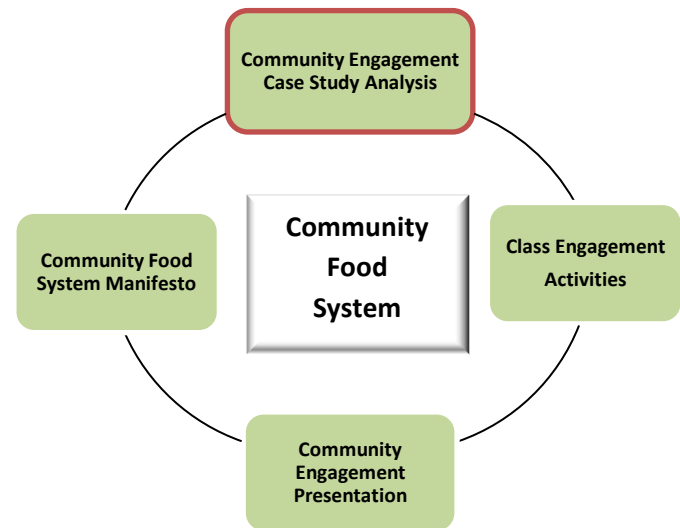 Community Engagement
Case Study Analysis
Community
Food
System
Class Engagement
Activities
Community Food
System Manifesto
Community
Engagement
Presentation